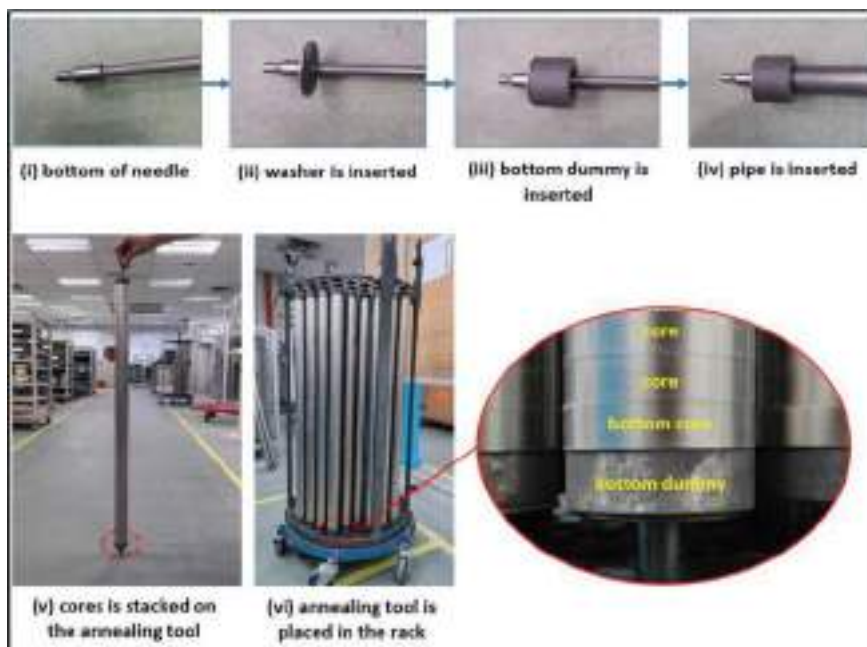 (i) bottom of needle
(ii) washer is inserted
(iii) bottom dummy is
inserted
(iv) pipe is inserted
core
core
bottom core
bottom dummy
(v) cores is stacked on
the annealing tool
(vi) annealing tool is
placed in the rack